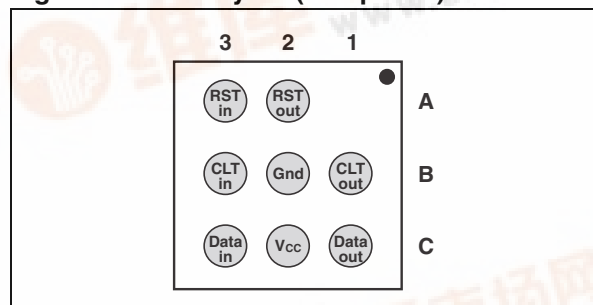 3 2 1
RST in
RST out
A
CLT in
Gnd
CLT out
B
Data in
Vcc
Data out
C